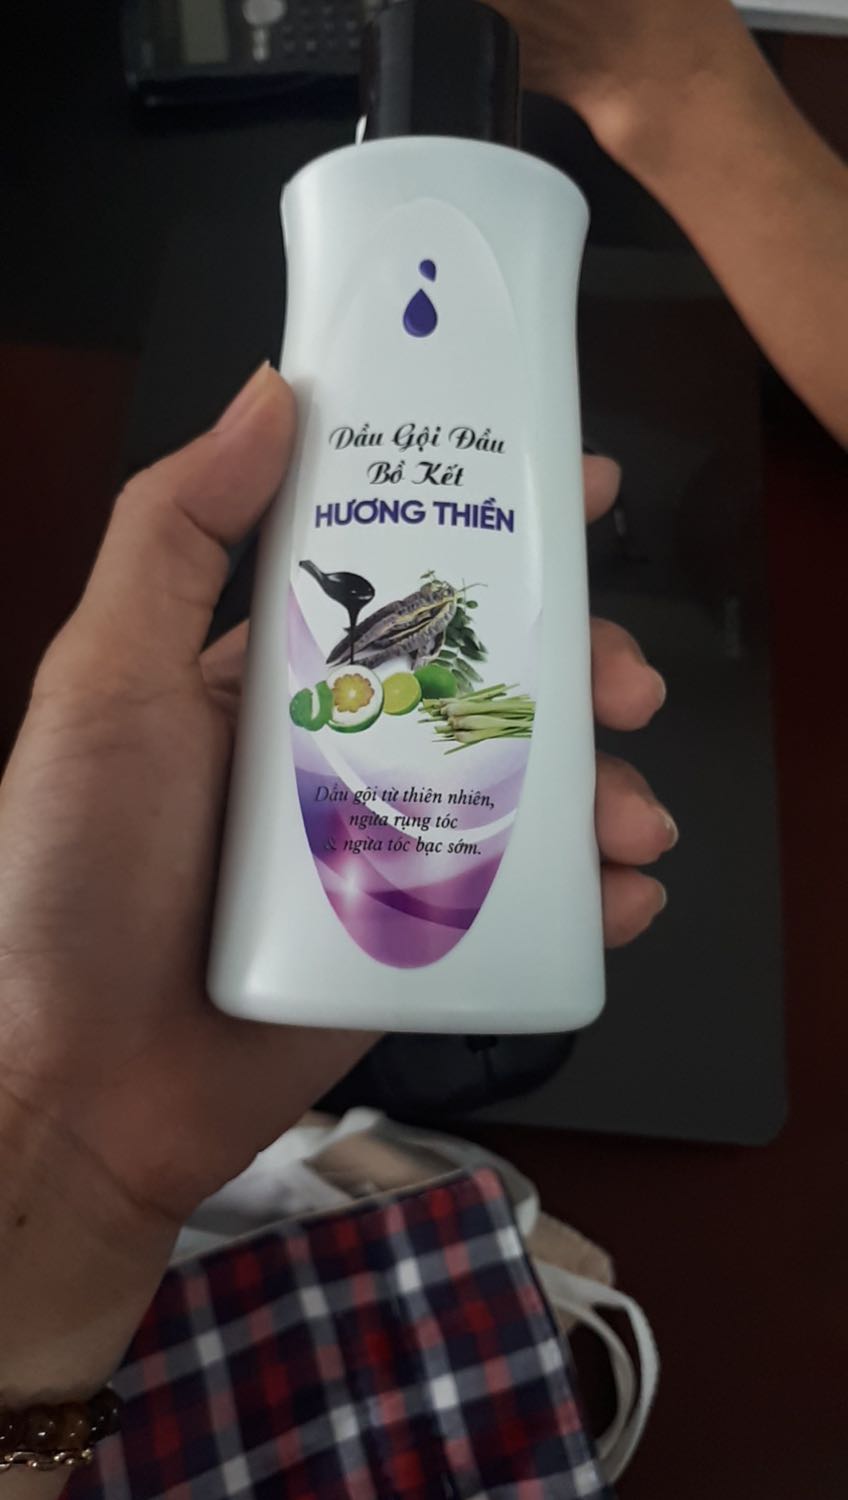 Dầu Gội Đầu
Bồ Kết
HƯƠNG THIỀN
Dầu gội từ thiên nhiên,
ngừa rụng tóc
& ngừa tóc bạc sớm.